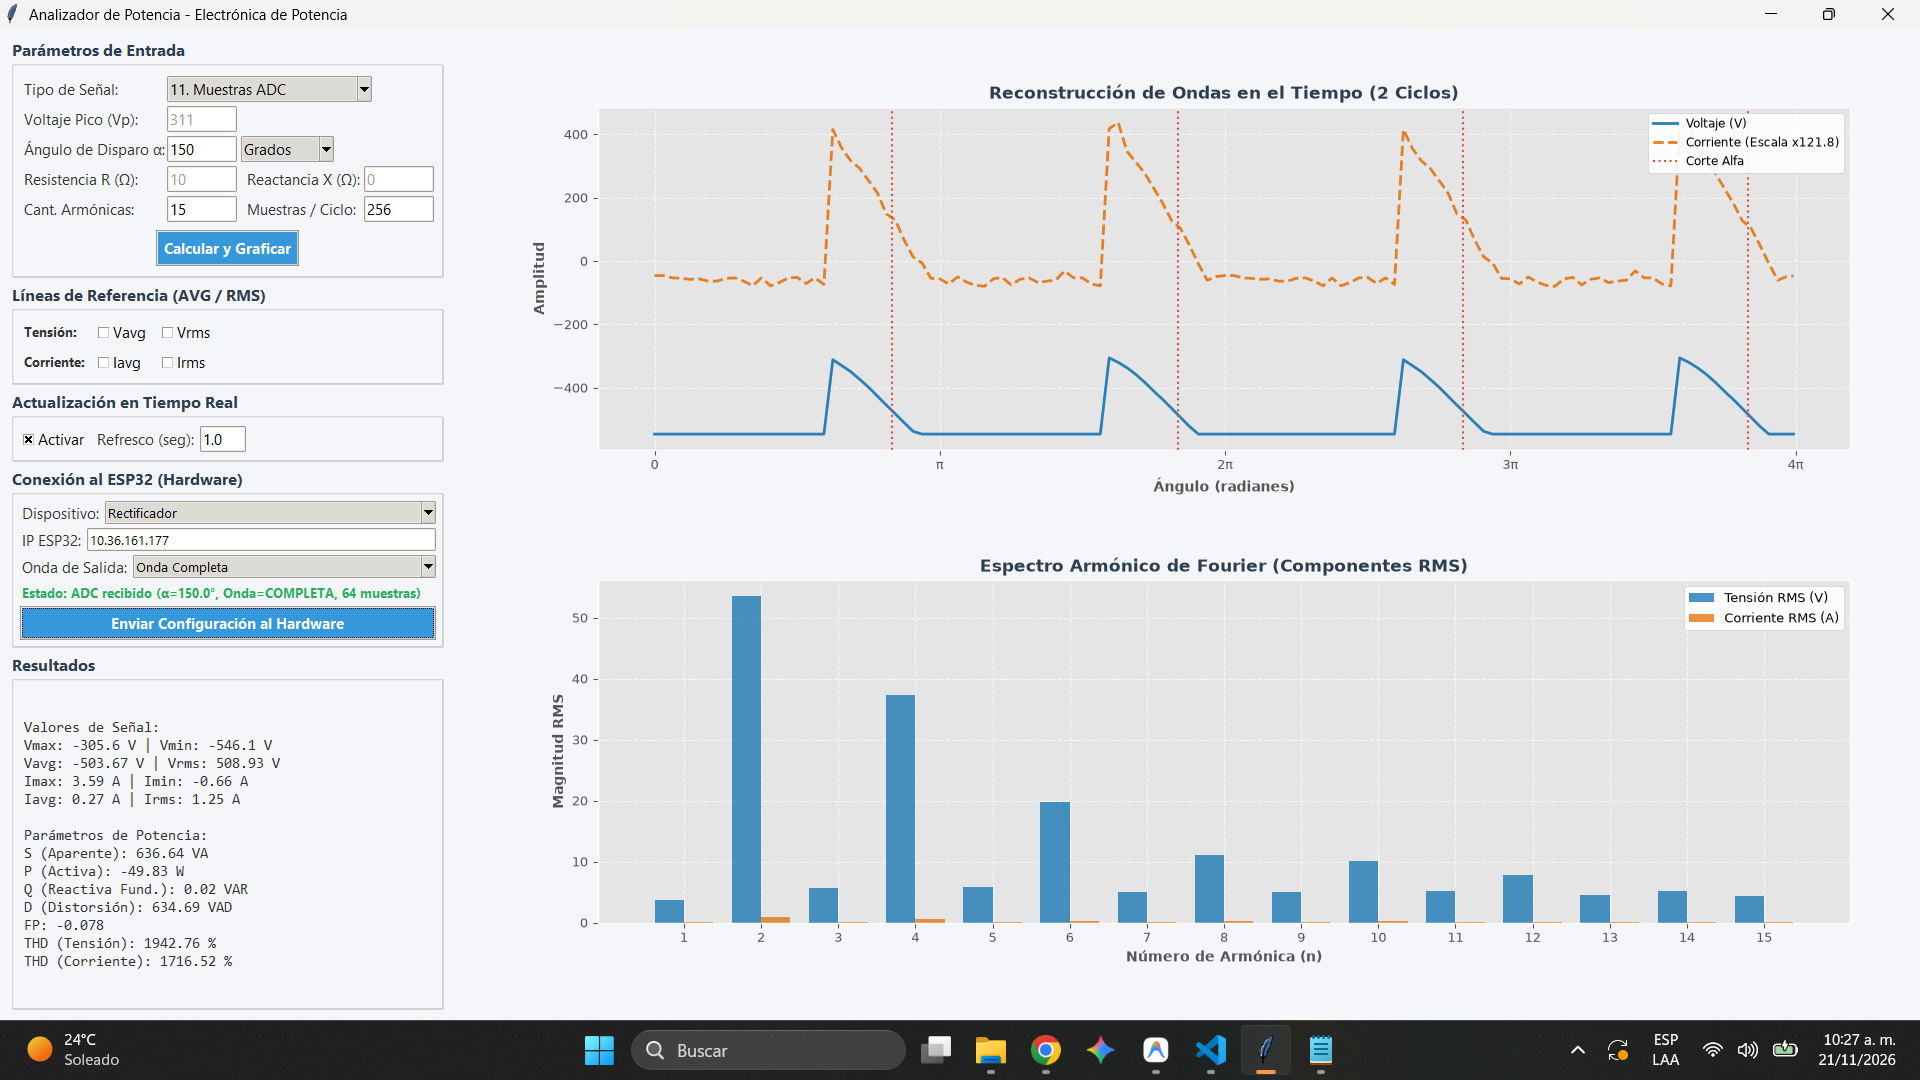 Analizador de Potencia - Electrónica de Potencia
Parámetros de Entrada
Tipo de Señal: 11. Muestras ADC
Voltaje Pico (Vp): 311
Ángulo de Disparo α: 150 Grados
Resistencia R (Ω): 10 Reactancia X (Ω): 0
Cant. Armónicas: 15 Muestras / Ciclo: 256
Calcular y Graficar
Líneas de Referencia (AVG / RMS)
Tensión: Vavg Vrms
Corriente: Iavg Irms
Actualización en Tiempo Real
Activar Refresco (seg): 1.0
Conexión al ESP32 (Hardware)
Dispositivo: Rectificador
IP ESP32: 10.36.161.177
Onda de Salida: Onda Completa
Estado: ADC recibido (α=150.0°, Onda=COMPLETA, 64 muestras)
Enviar Configuración al Hardware
Resultados
Valores de Señal:
Vmax: -305.6 V | Vmin: -546.1 V
Vavg: -503.67 V | Vrms: 508.93 V
Imax: 3.59 A | Imin: -0.66 A
Iavg: 0.27 A | Irms: 1.25 A
Parámetros de Potencia:
S (Aparente): 636.64 VA
P (Activa): -49.83 W
Q (Reactiva Fund.): 0.02 VAR
D (Distorsión): 634.69 VAD
FP: -0.078
THD (Tensión): 1942.76 %
THD (Corriente): 1716.52 %
Reconstrucción de Ondas en el Tiempo (2 Ciclos)
Voltaje (V)
Corriente (Escala x121.8)
Corte Alfa
Amplitud
400
200
0
−200
−400
0 π 2π 3π 4π
Ángulo (radianes)
Espectro Armónico de Fourier (Componentes RMS)
Tensión RMS (V)
Corriente RMS (A)
Magnitud RMS
50
40
30
20
10
0
1 2 3 4 5 6 7 8 9 10 11 12 13 14 15
Número de Armónica (n)
24°C
Soleado
Buscar
ESP
LAA
10:27 a. m.
21/11/2026